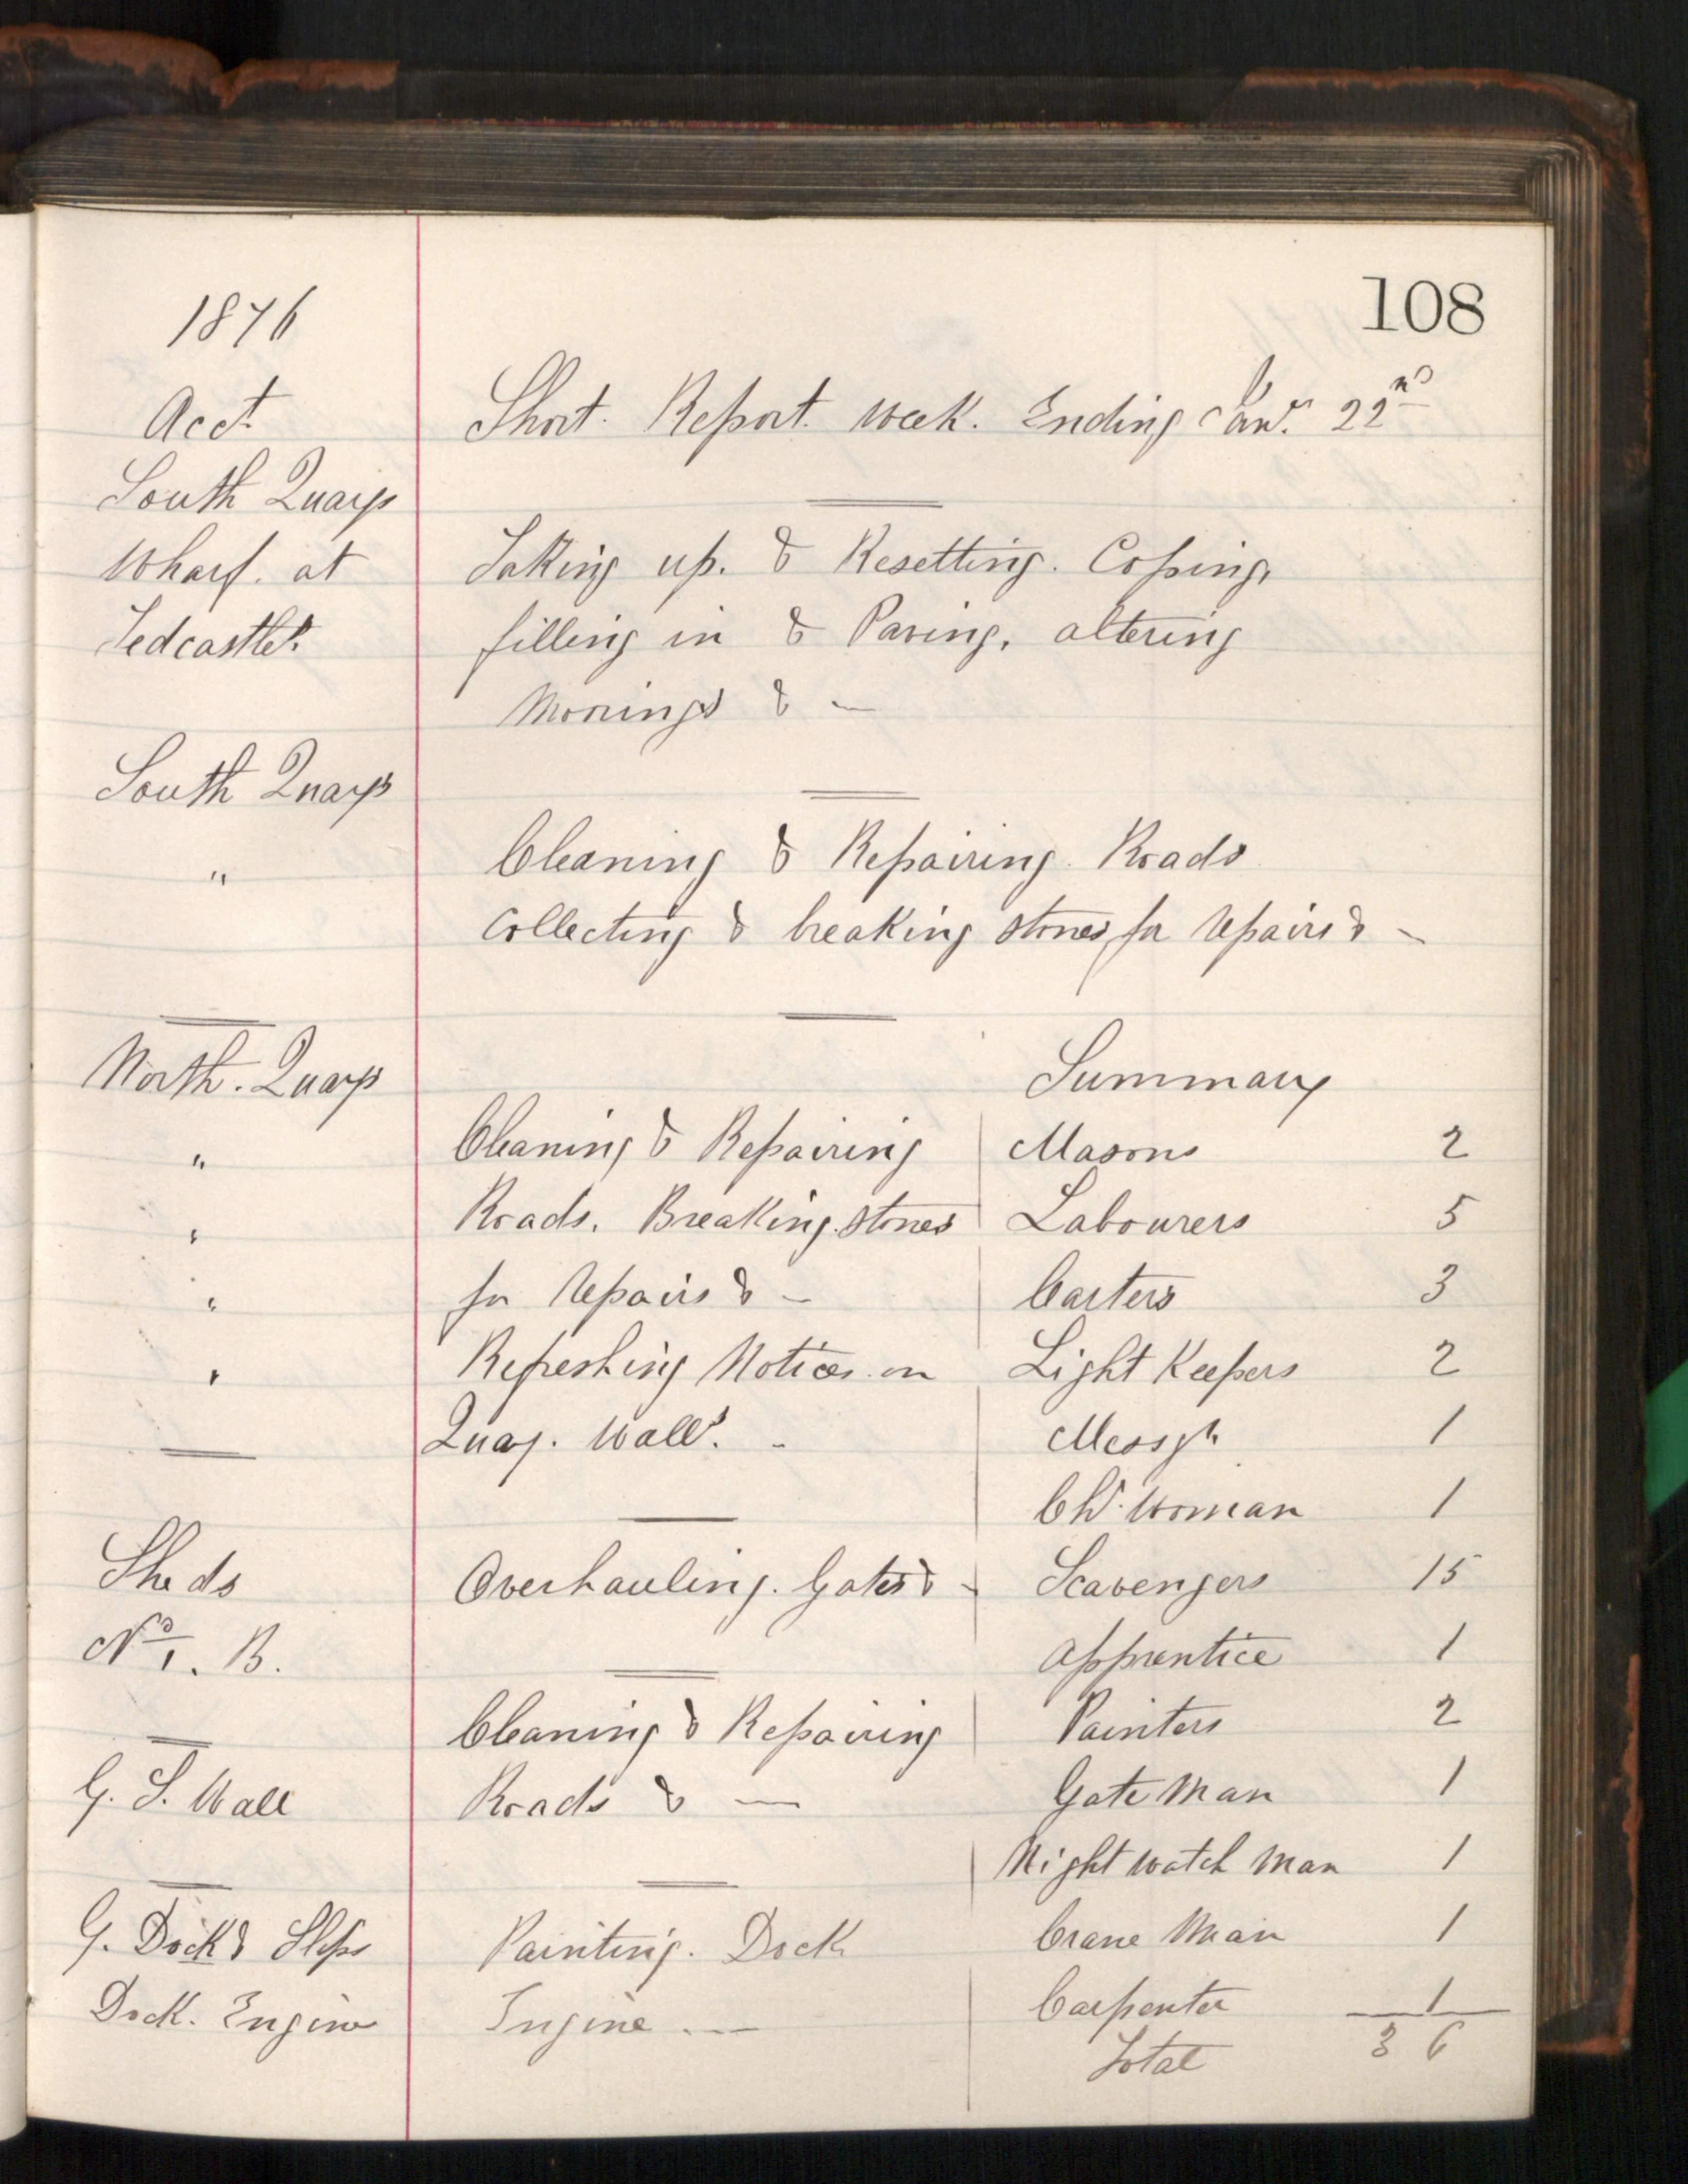 108
1876
Acct. Short. Report. week. Ending Jany. 22nd
South Quays
Wharf. at Taking up. & Resetting. Coping,
Tedcastles. filling in & Paving, altering
Moorings & —
South Quays
" Cleaning & Repairing. Roads
Collecting & breaking stones for repairs & —
North. Quays Summary
" Cleaning & Repairing Masons 2
" Roads. Breaking. stones Labourers 5
" for repairs & — Carters 3
" Refreshing Notices. on Light Keepers 2
Quay. Walls. - Messgr 1
Ch. Woman 1
Sheds Overhauling. Gates & - Scavengers 15
No. 1. B. Apprentice 1
Cleaning & Repairing Painters 2
G. S. Wall Roads & — Gate Man 1
Night watch Man 1
G. Dock & Slips Painting. Dock Crane Man 1
Dock. Engine Engine . — Carpenter 1
Total 36